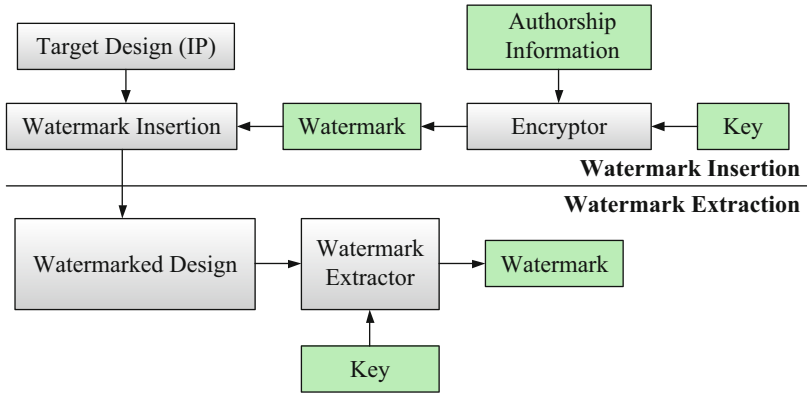 Target Design (IP)
Authorship
Information
Watermark Insertion
Watermark
Encryptor
Key
Watermark Insertion
Watermark Extraction
Watermarked Design
Watermark
Extractor
Watermark
Key